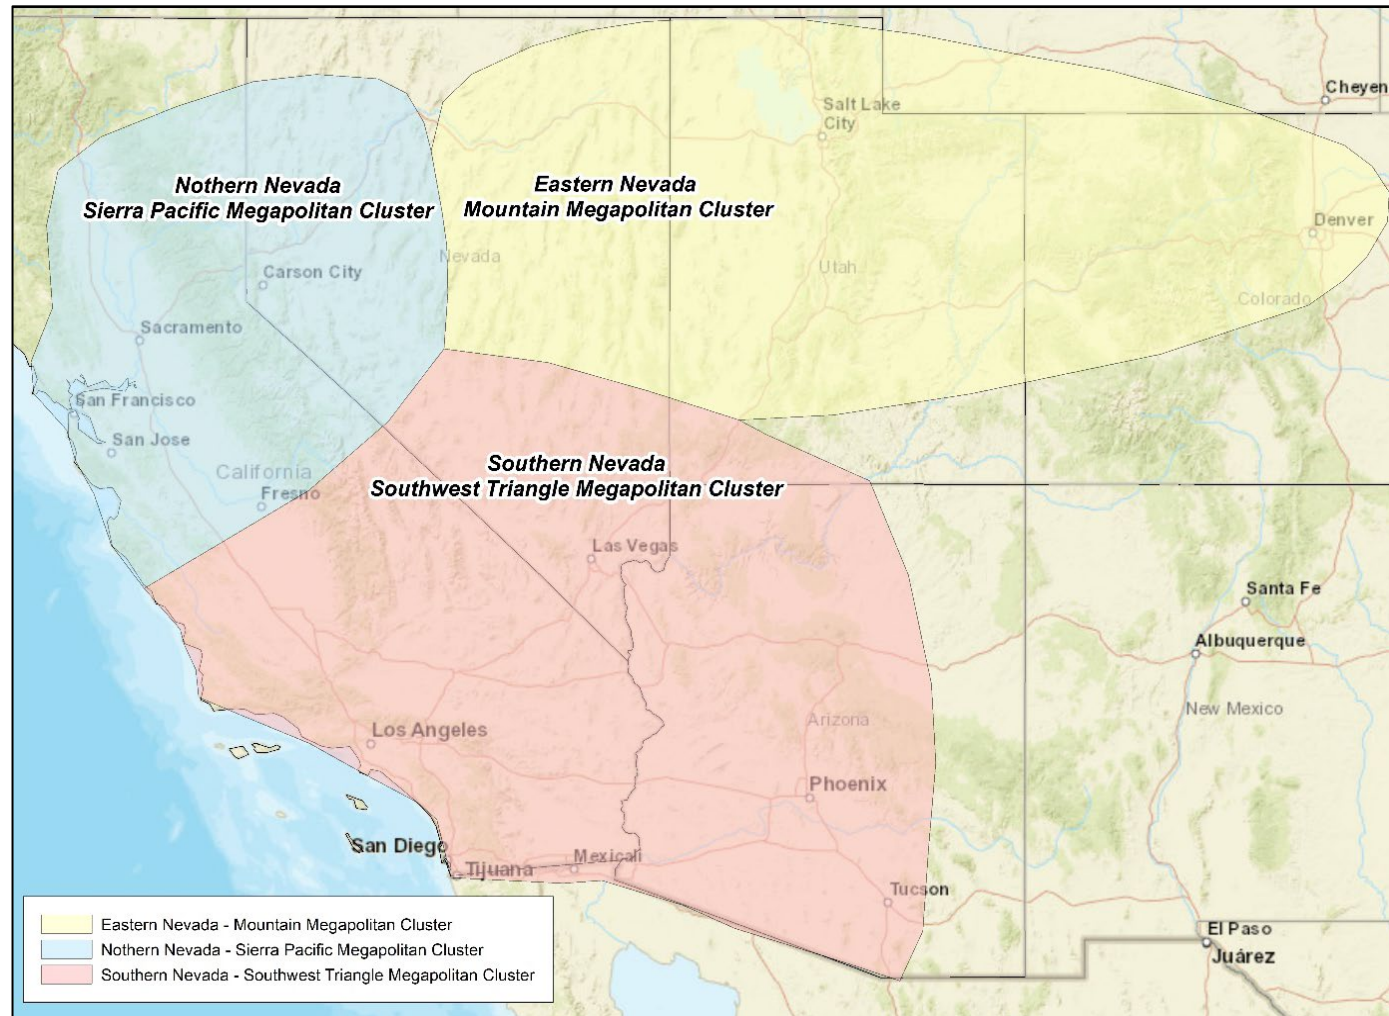 Cheyen
Salt Lake
City
Nothern Nevada
Sierra Pacific Megapolitan Cluster
Eastern Nevada
Mountain Megapolitan Cluster
Denver
Nevada
Utah
Carson City
Colorado
Sacramento
San Francisco
San Jose
California
Fresno
Southern Nevada
Southwest Triangle Megapolitan Cluster
Las Vegas
Santa Fe
Albuquerque
New Mexico
Arizona
Los Angeles
Phoenix
San Diego
Mexicali
Tijuana
Tucson
El Paso
Juárez
Eastern Nevada - Mountain Megapolitan Cluster
Nothern Nevada - Sierra Pacific Megapolitan Cluster
Southern Nevada - Southwest Triangle Megapolitan Cluster